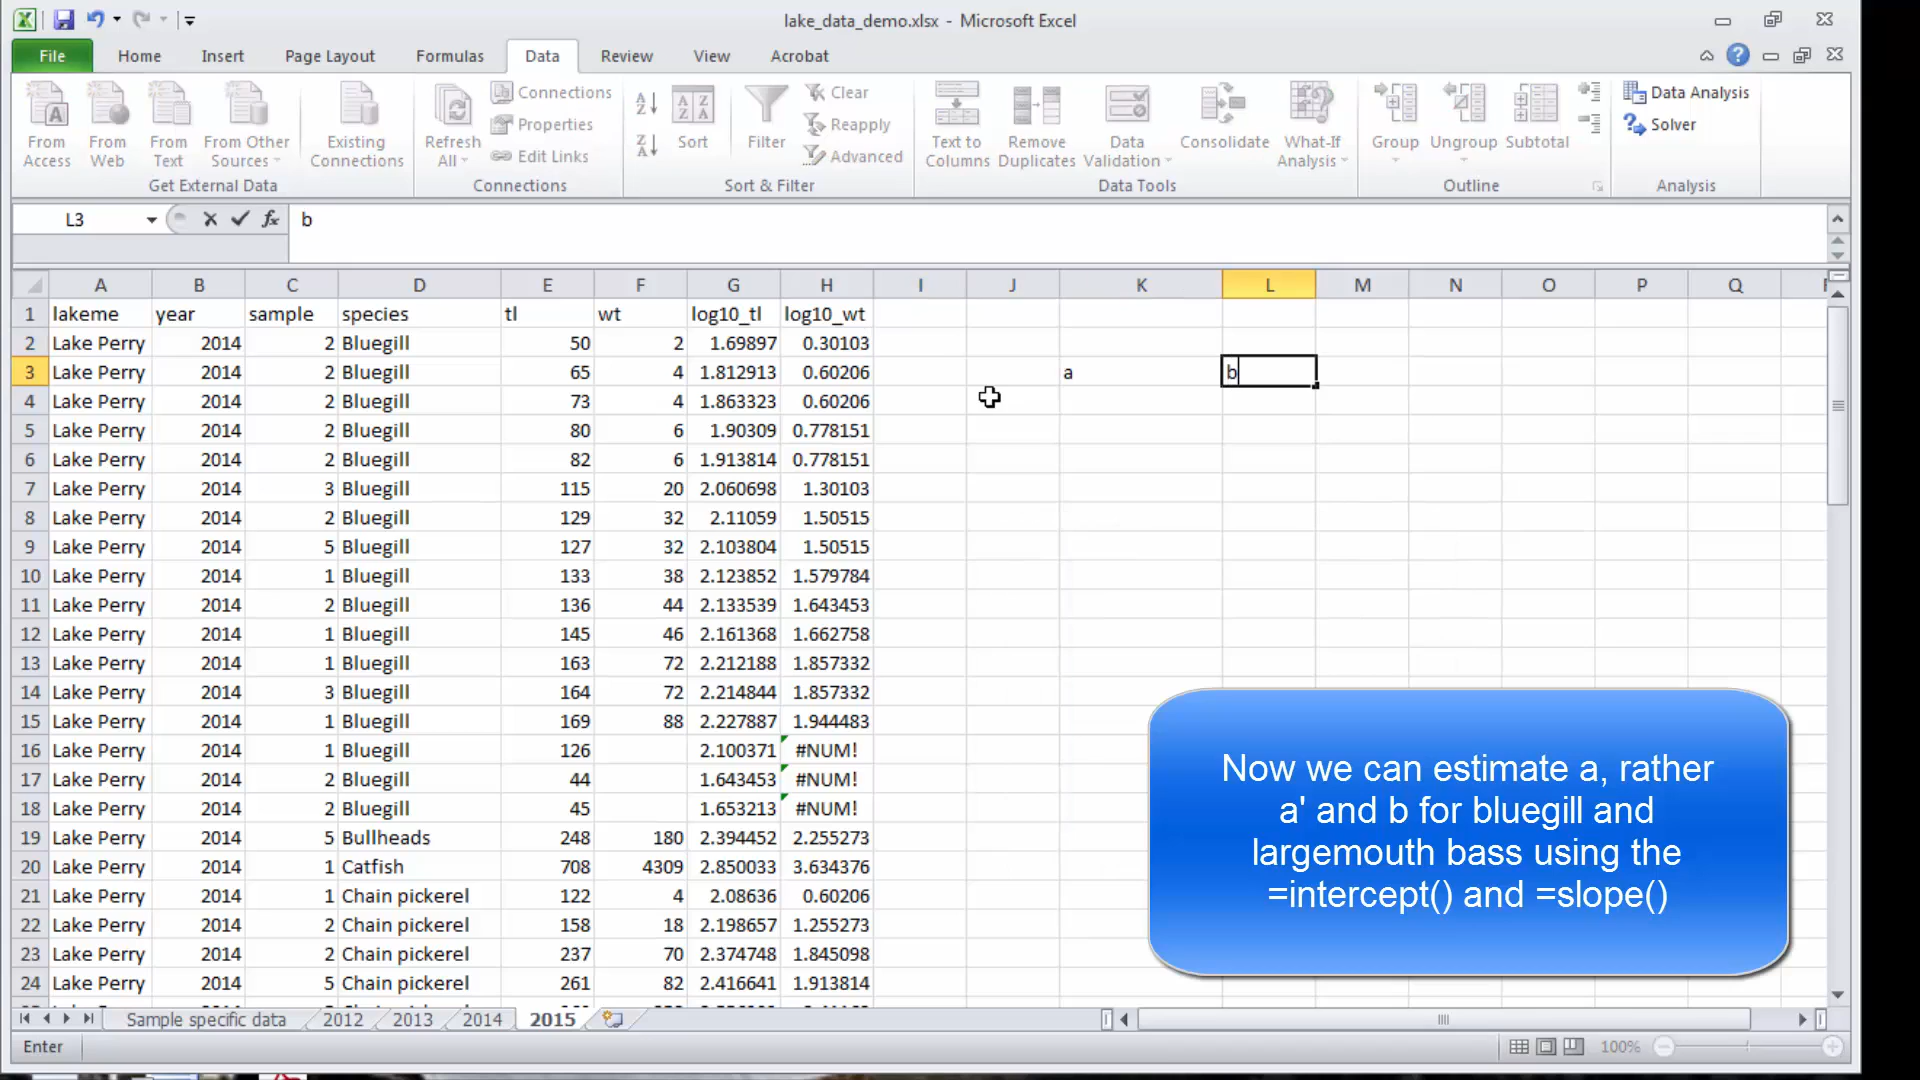 lake_data_demo.xlsx - Microsoft Excel
File Home Insert Page Layout Formulas Data Review View Acrobat
From Access From Web From Text From Other Sources Existing Connections
Get External Data
Refresh All Connections Properties Edit Links
Connections
A Z Z A Sort Filter Clear Reapply Advanced
Sort & Filter
Text to Columns Remove Duplicates Data Validation Consolidate What-If Analysis
Data Tools
Group Ungroup Subtotal
Outline
Data Analysis
Solver
Analysis
L3 fx b
A B C D E F G H I J K L M N O P Q
1 lakeme year sample species tl wt log10_tl log10_wt
2 Lake Perry 2014 2 Bluegill 50 2 1.69897 0.30103
3 Lake Perry 2014 2 Bluegill 65 4 1.812913 0.60206 a b
4 Lake Perry 2014 2 Bluegill 73 4 1.863323 0.60206
5 Lake Perry 2014 2 Bluegill 80 6 1.90309 0.778151
6 Lake Perry 2014 2 Bluegill 82 6 1.913814 0.778151
7 Lake Perry 2014 3 Bluegill 115 20 2.060698 1.30103
8 Lake Perry 2014 2 Bluegill 129 32 2.11059 1.50515
9 Lake Perry 2014 5 Bluegill 127 32 2.103804 1.50515
10 Lake Perry 2014 1 Bluegill 133 38 2.123852 1.579784
11 Lake Perry 2014 2 Bluegill 136 44 2.133539 1.643453
12 Lake Perry 2014 1 Bluegill 145 46 2.161368 1.662758
13 Lake Perry 2014 1 Bluegill 163 72 2.212188 1.857332
14 Lake Perry 2014 3 Bluegill 164 72 2.214844 1.857332
15 Lake Perry 2014 1 Bluegill 169 88 2.227887 1.944483
16 Lake Perry 2014 1 Bluegill 126 2.100371 #NUM!
17 Lake Perry 2014 2 Bluegill 44 1.643453 #NUM!
18 Lake Perry 2014 2 Bluegill 45 1.653213 #NUM!
19 Lake Perry 2014 5 Bullheads 248 180 2.394452 2.255273
20 Lake Perry 2014 1 Catfish 708 4309 2.850033 3.634376
21 Lake Perry 2014 1 Chain pickerel 122 4 2.08636 0.60206
22 Lake Perry 2014 2 Chain pickerel 158 18 2.198657 1.255273
23 Lake Perry 2014 2 Chain pickerel 237 70 2.374748 1.845098
24 Lake Perry 2014 5 Chain pickerel 261 82 2.416641 1.913814
Now we can estimate a, rather
a' and b for bluegill and
largemouth bass using the
=intercept() and =slope()
Sample specific data 2012 2013 2014 2015
Enter 100%